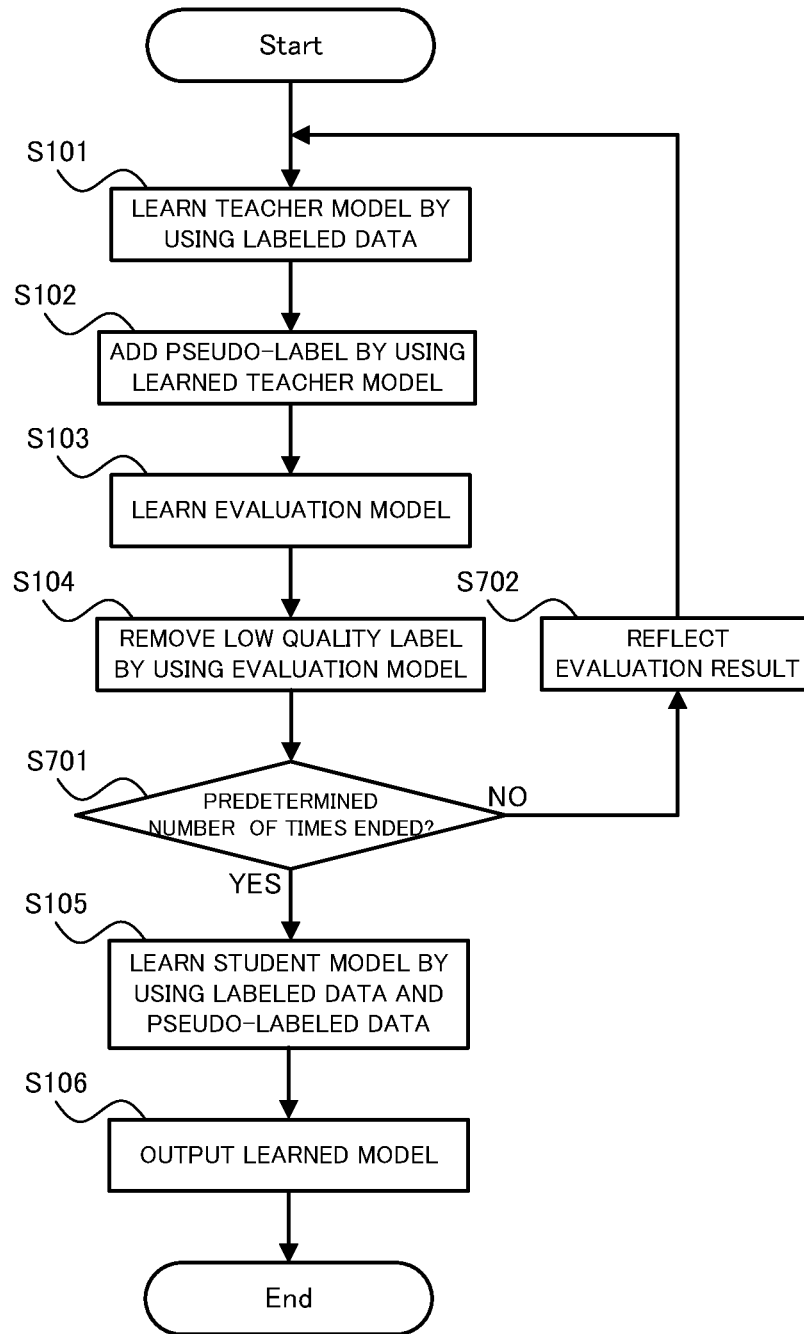 Start
S101
LEARN TEACHER MODEL BY
USING LABELED DATA
S102
ADD PSEUDO-LABEL BY USING
LEARNED TEACHER MODEL
S103
LEARN EVALUATION MODEL
S104
REMOVE LOW QUALITY LABEL
BY USING EVALUATION MODEL
S702
REFLECT
EVALUATION RESULT
S701
PREDETERMINED
NUMBER OF TIMES ENDED?
NO
YES
S105
LEARN STUDENT MODEL BY
USING LABELED DATA AND
PSEUDO-LABELED DATA
S106
OUTPUT LEARNED MODEL
End